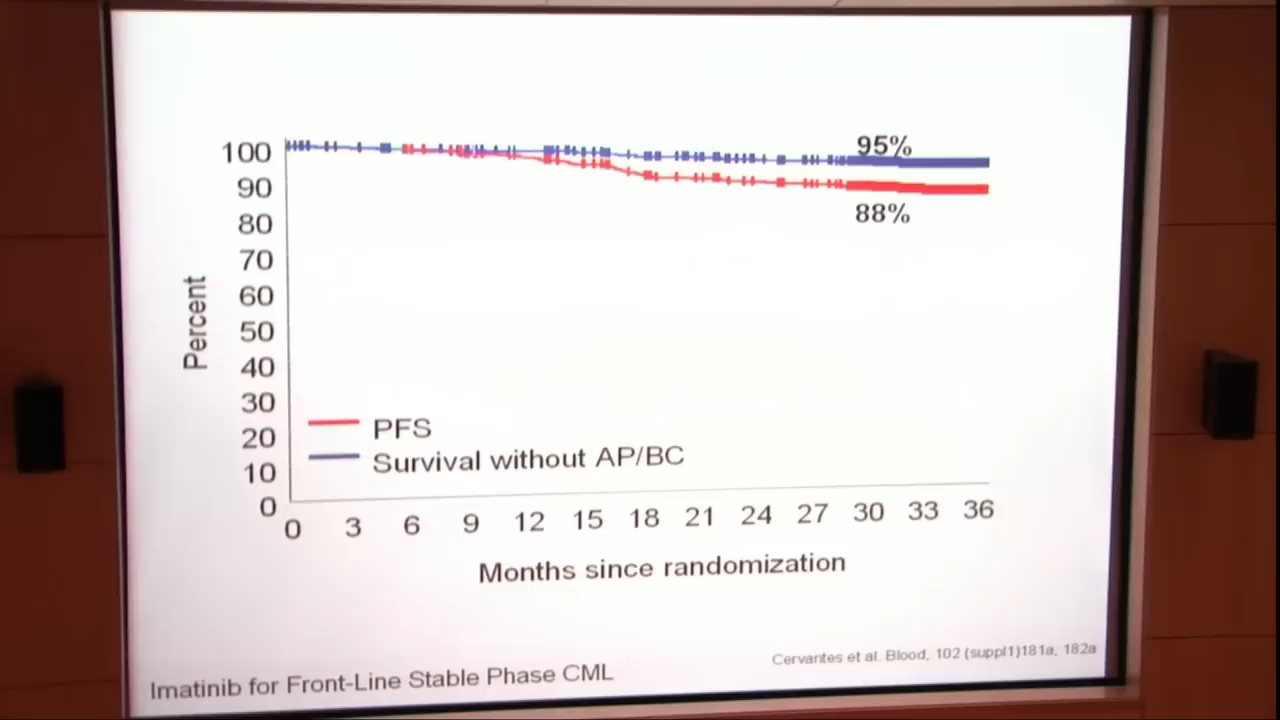 95%
100
90
88%
80
70
60
50
40
30
20
10
0
Percent
PFS
Survival without AP/BC
0 3 6 9 12 15 18 21 24 27 30 33 36
Months since randomization
Cervantes et al. Blood, 102 (suppl1)181a, 182a
Imatinib for Front-Line Stable Phase CML